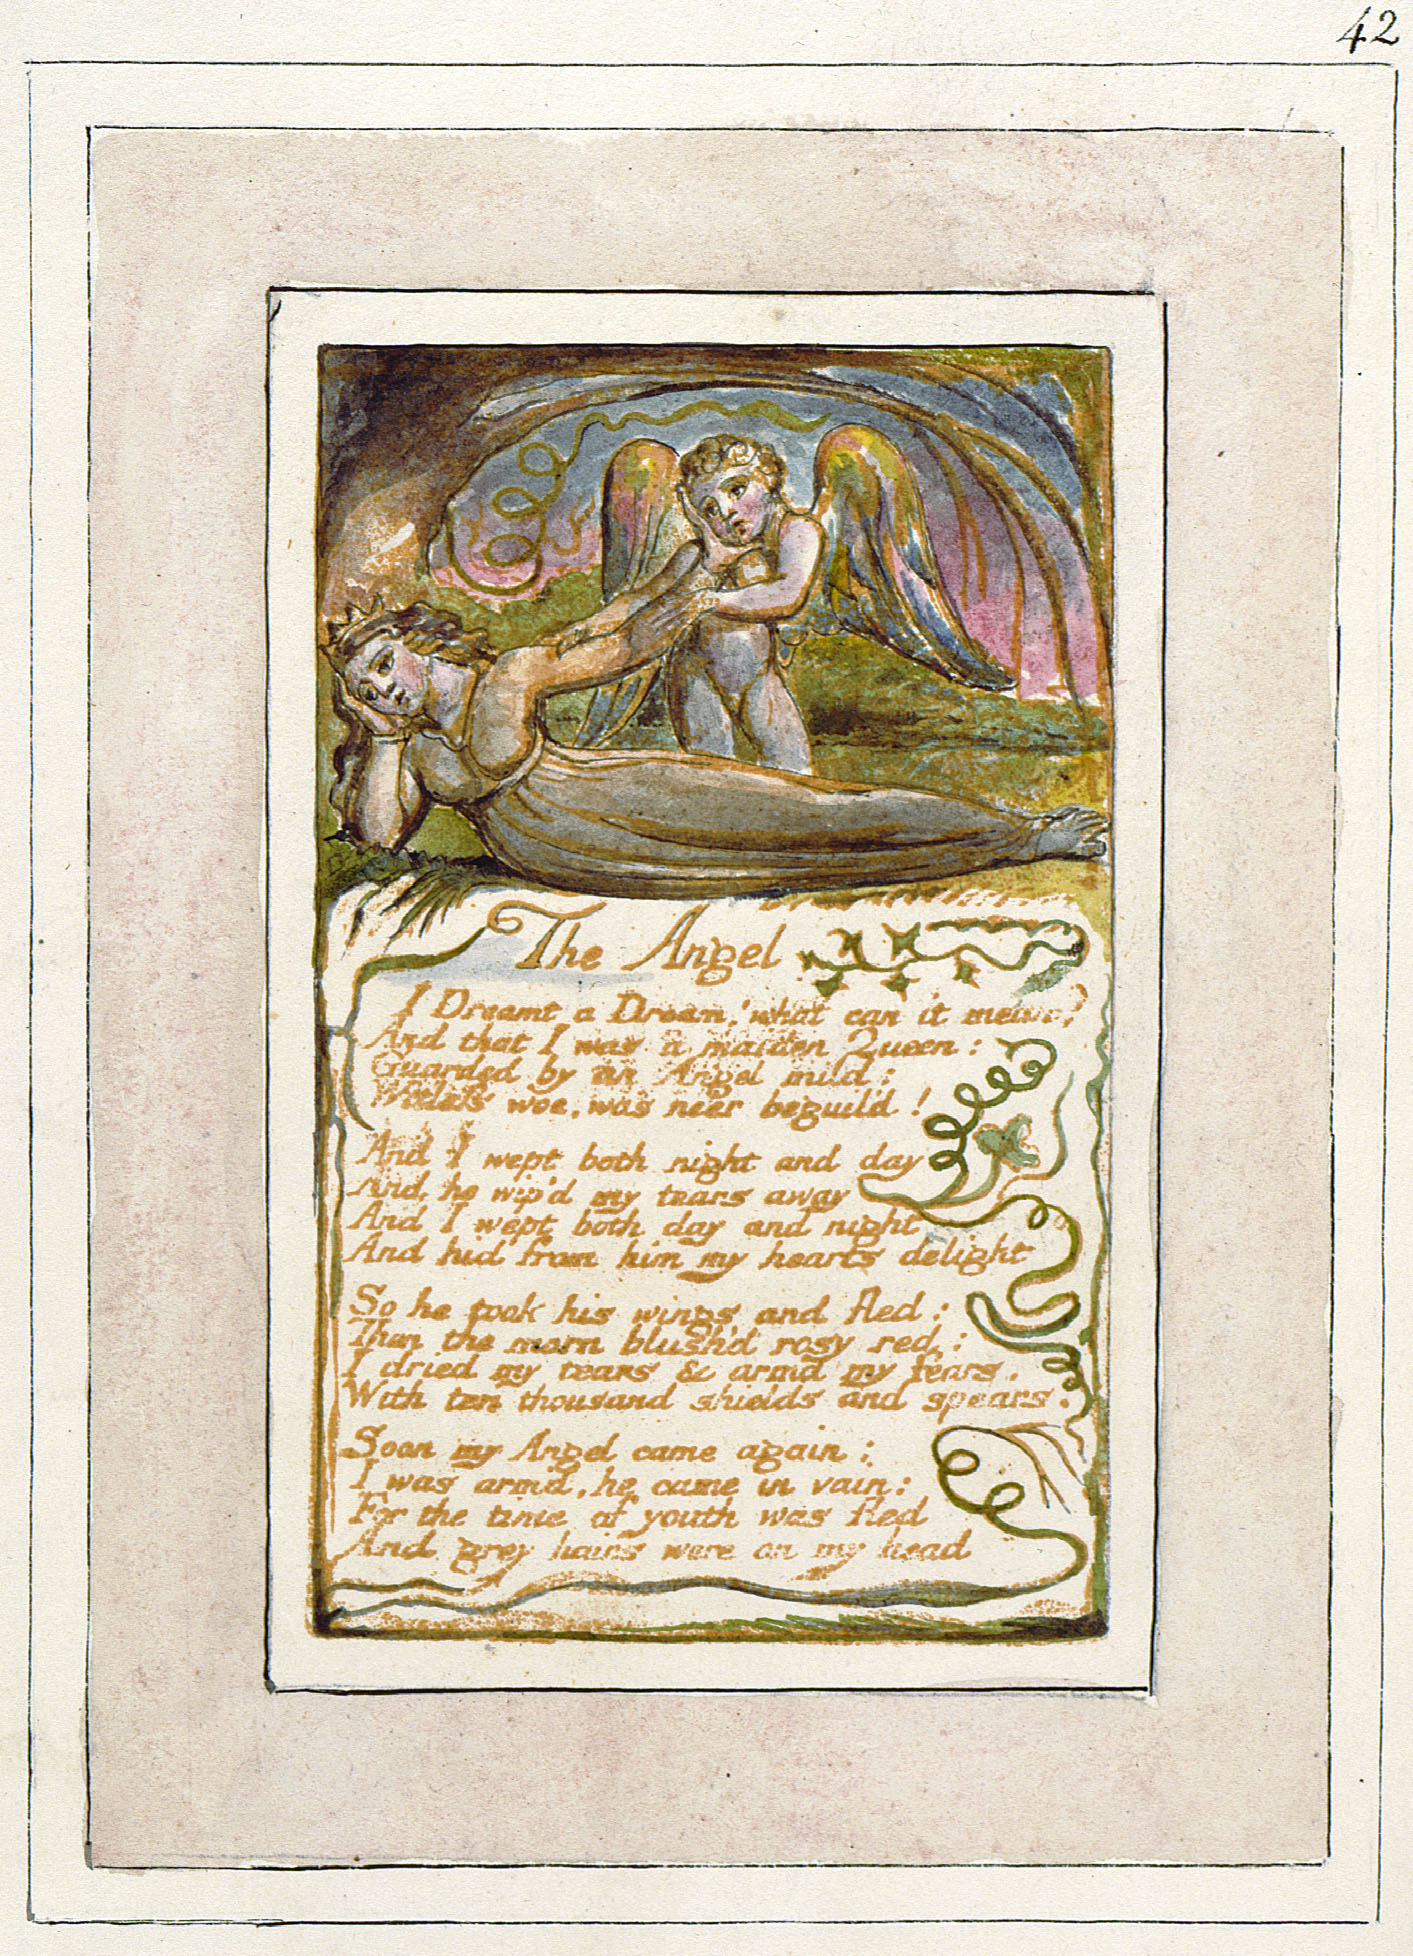 42
The Angel
I Dreamt a Dream! what can it mean?
And that I was a maiden Queen:
Guarded by an Angel mild:
Witless woe, was neer beguil'd!
And I wept both night and day
And he wip'd my tears away
And I wept both day and night
And hid from him my hearts delight
So he took his wings and fled:
Then the morn blush'd rosy red:
I dried my tears & armd my fears,
With ten thousand shields and spears.
Soon my Angel came again:
I was arm'd, he came in vain:
For the time of youth was fled
And grey hairs were on my head